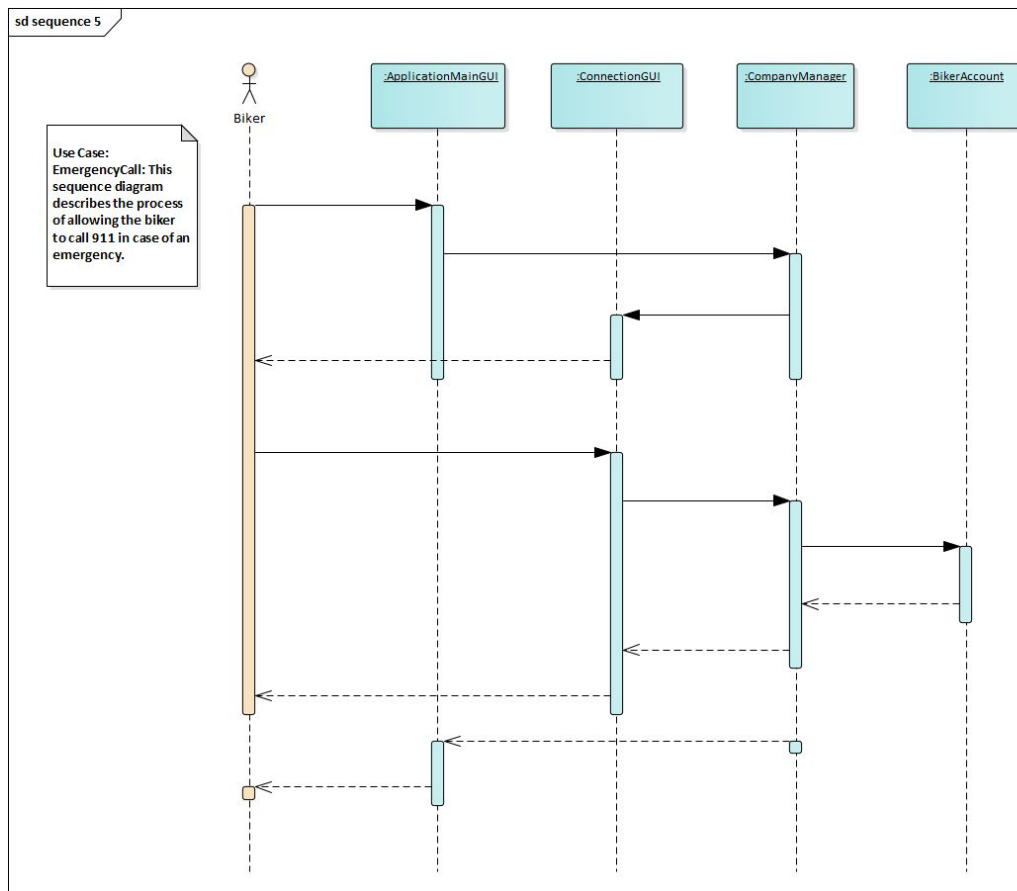 sd sequence 5
:ApplicationMainGUI
:ConnectionGUI
:CompanyManager
:BikerAccount
Biker
Use Case:
EmergencyCall: This
sequence diagram
describes the process
of allowing the biker
to call 911 in case of an
emergency.